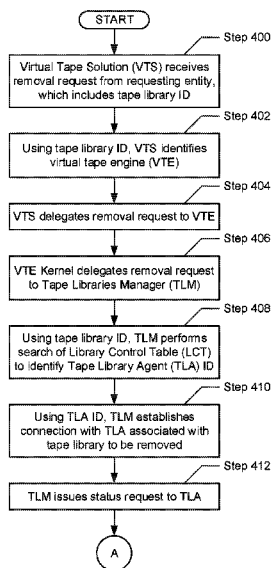 START
Step 400
Virtual Tape Solution (VTS) receives
removal request from requesting entity,
which includes tape library ID
Step 402
Using tape library ID, VTS identifies
virtual tape engine (VTE)
Step 404
VTS delegates removal request to VTE
Step 406
VTE Kernel delegates removal request
to Tape Libraries Manager (TLM)
Step 408
Using tape library ID, TLM performs
search of Library Control Table (LCT)
to identify Tape Library Agent (TLA) ID
Step 410
Using TLA ID, TLM establishes
connection with TLA associated with
tape library to be removed
Step 412
TLM issues status request to TLA
A